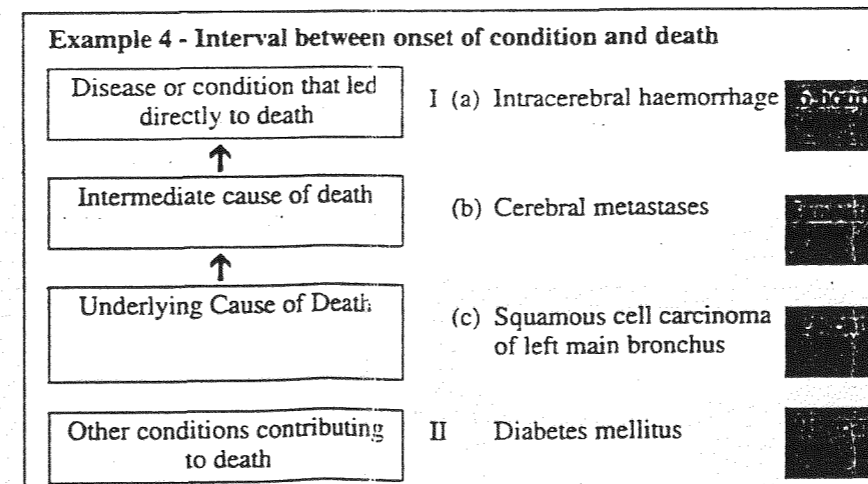 Example 4 - Interval between onset of condition and death
Disease or condition that led
directly to death
I (a) Intracerebral haemorrhage
Intermediate cause of death
(b) Cerebral metastases
Underlying Cause of Death
(c) Squamous cell carcinoma
of left main bronchus
Other conditions contributing
to death
II Diabetes mellitus